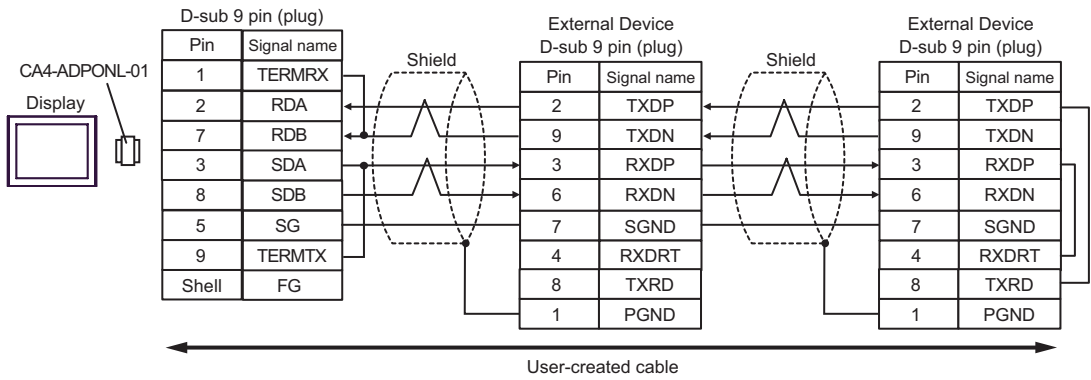 CA4-ADPONL-01
Display
D-sub 9 pin (plug)
Pin Signal name
1 TERMRX
2 RDA
7 RDB
3 SDA
8 SDB
5 SG
9 TERMTX
Shell FG
Shield
External Device
D-sub 9 pin (plug)
Pin Signal name
2 TXDP
9 TXDN
3 RXDP
6 RXDN
7 SGND
4 RXDRT
8 TXRD
1 PGND
Shield
External Device
D-sub 9 pin (plug)
Pin Signal name
2 TXDP
9 TXDN
3 RXDP
6 RXDN
7 SGND
4 RXDRT
8 TXRD
1 PGND
User-created cable